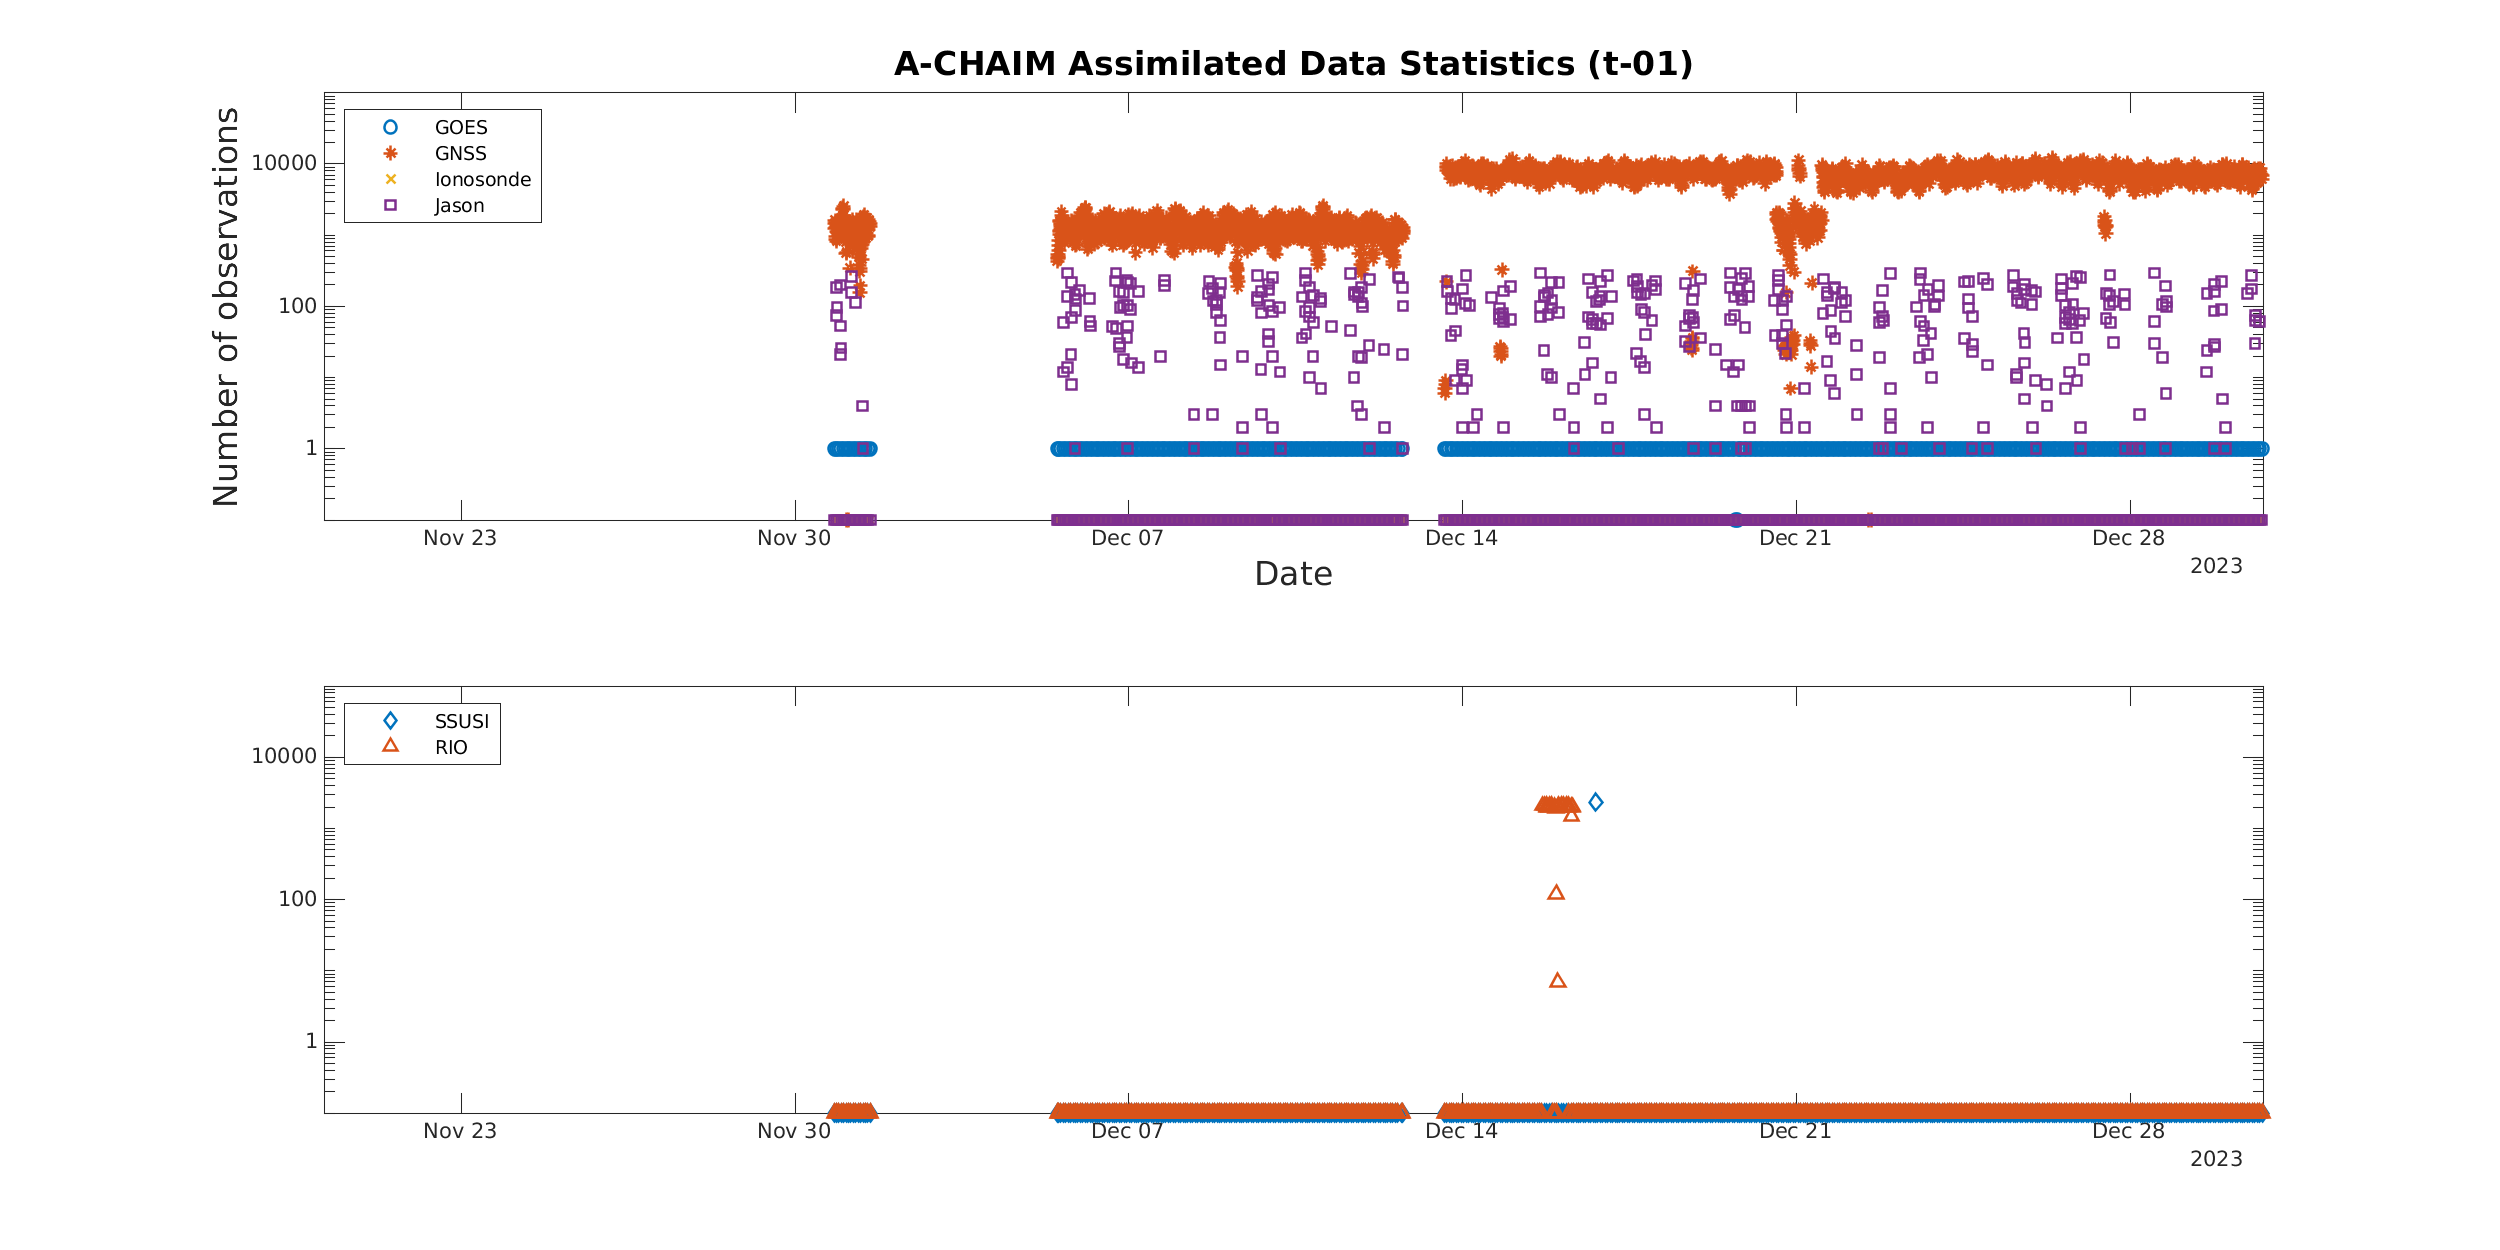 A-CHAIM Assimilated Data Statistics (t-01)
Number of observations
10000
100
1
GOES
GNSS
Ionosonde
Jason
Nov 23 Nov 30 Dec 07 Dec 14 Dec 21 Dec 28
2023
Date
10000
100
1
SSUSI
RIO
Nov 23 Nov 30 Dec 07 Dec 14 Dec 21 Dec 28
2023